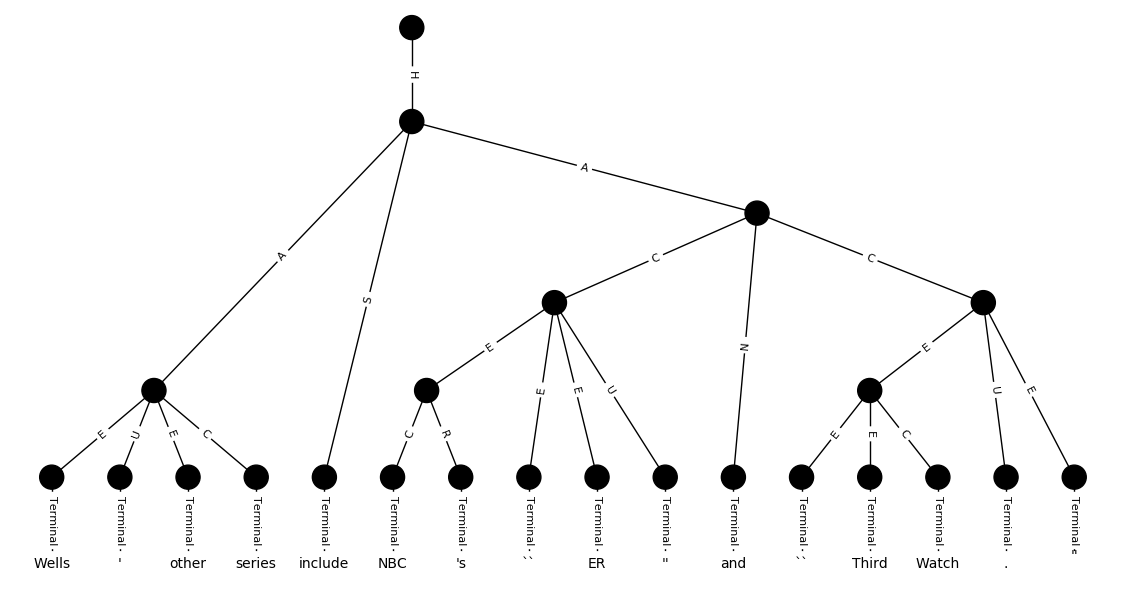 H
A
A
C
C
S
N
E
E
E
E
U
U
E
E
U
E
C
C
R
E
E
C
Terminal Terminal Terminal Terminal Terminal Terminal Terminal Terminal Terminal Terminal Terminal Terminal Terminal Terminal Terminal Terminal
Wells ' other series include NBC 's `` ER " and `` Third Watch .